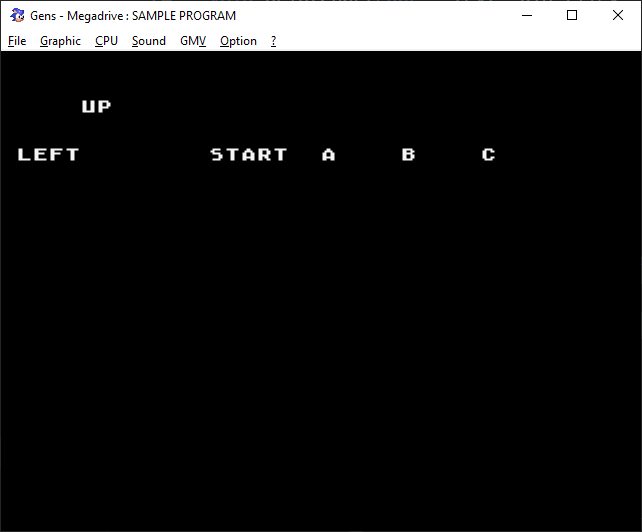 Gens - Megadrive : SAMPLE PROGRAM
File Graphic CPU Sound GMV Option ?
UP
LEFT START A B C